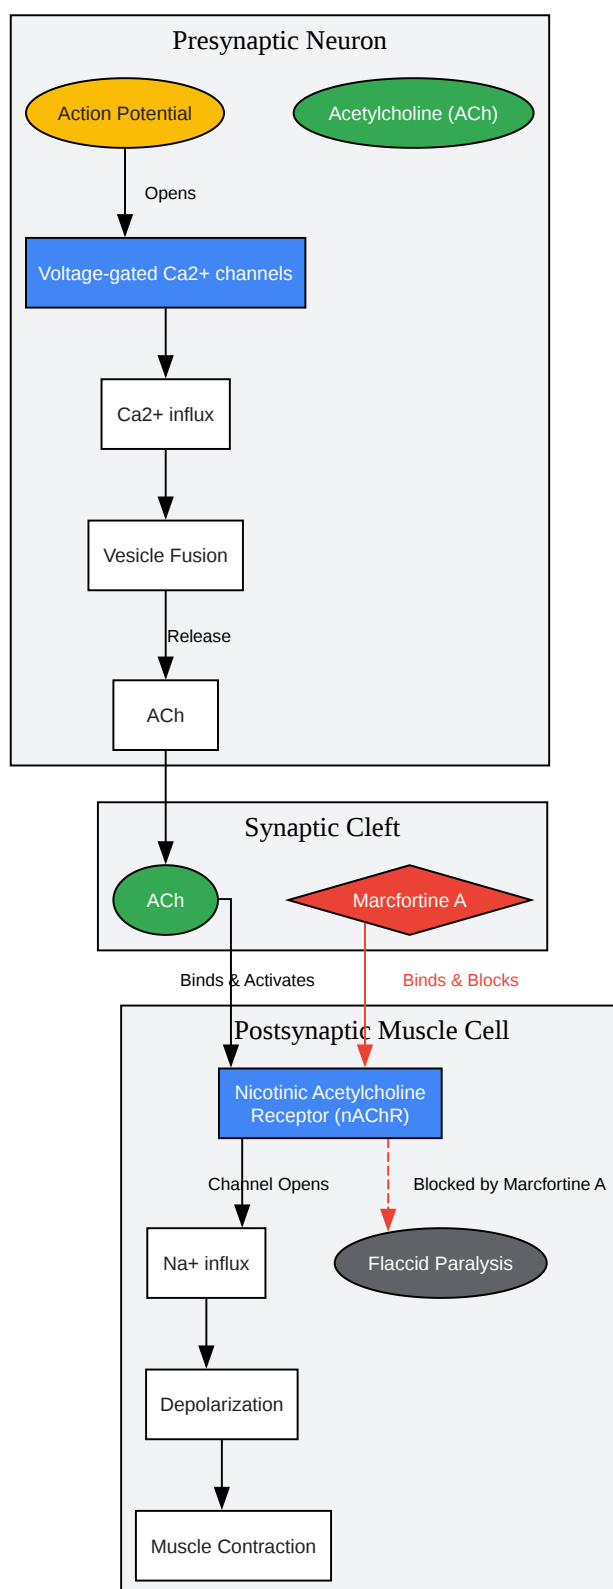 Presynaptic Neuron
Action Potential
Acetylcholine (ACh)
Opens
Voltage-gated Ca2+ channels
Ca2+ influx
Vesicle Fusion
Release
ACh
Synaptic Cleft
ACh
Marcfortine A
Binds & Activates
Binds & Blocks
Postsynaptic Muscle Cell
Nicotinic Acetylcholine
Receptor (nAChR)
Channel Opens
Blocked by Marcfortine A
Na+ influx
Flaccid Paralysis
Depolarization
Muscle Contraction